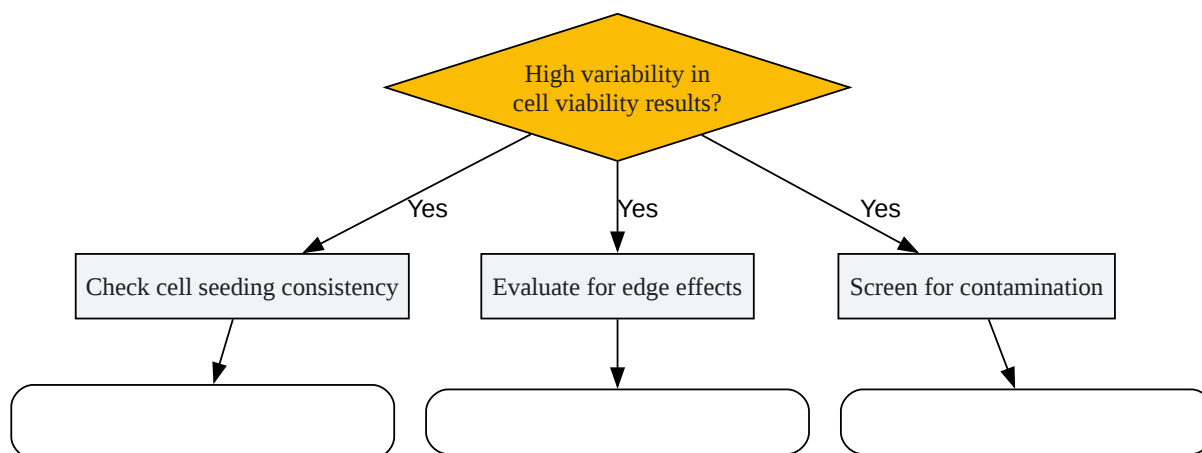 High variability in
cell viability results?
Yes
Yes
Yes
Check cell seeding consistency
Evaluate for edge effects
Screen for contamination